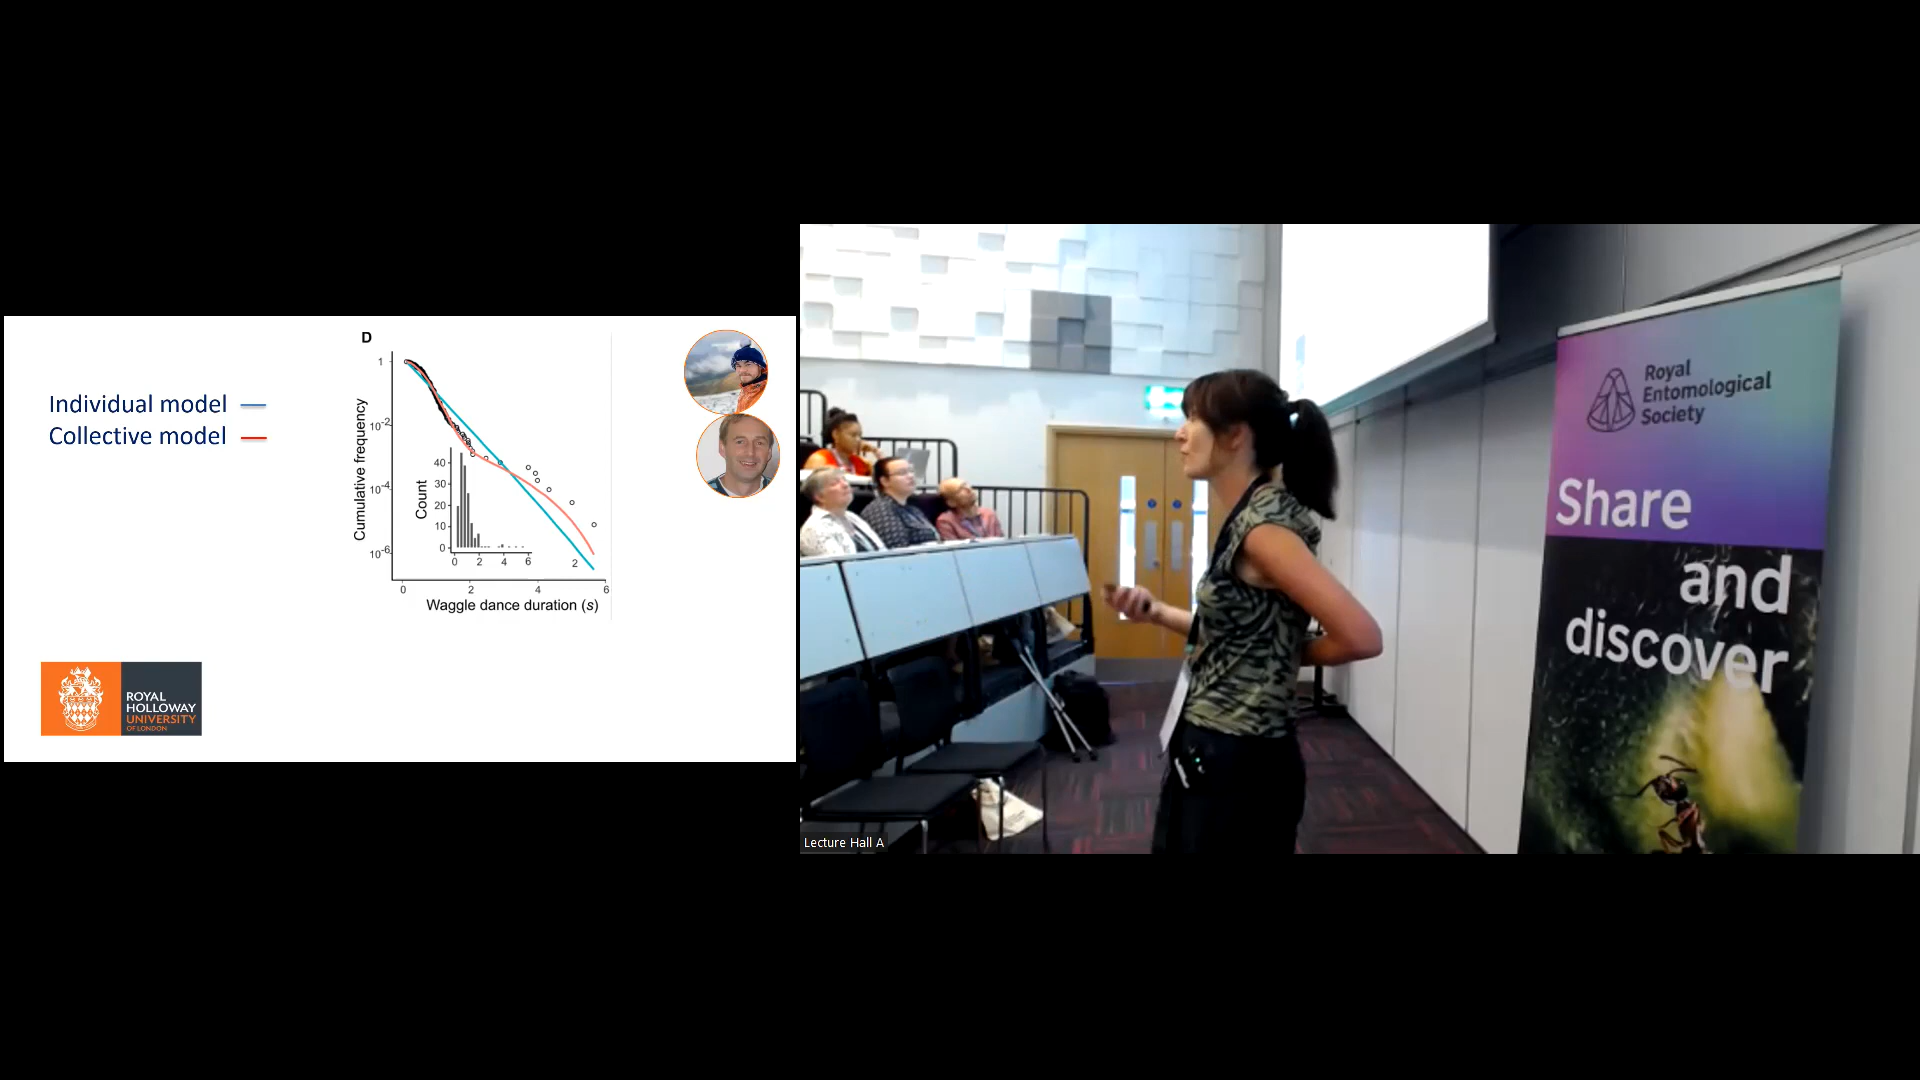 D
Individual model
Collective model
Cumulative frequency
1
10-2
10-4
10-6
Count
40
30
20
10
0
0 2 4 6
2
0 2 4 6
Waggle dance duration (s)
ROYAL
HOLLOWAY
UNIVERSITY
OF LONDON
Royal
Entomological
Society
Share
and
discover
Lecture Hall A